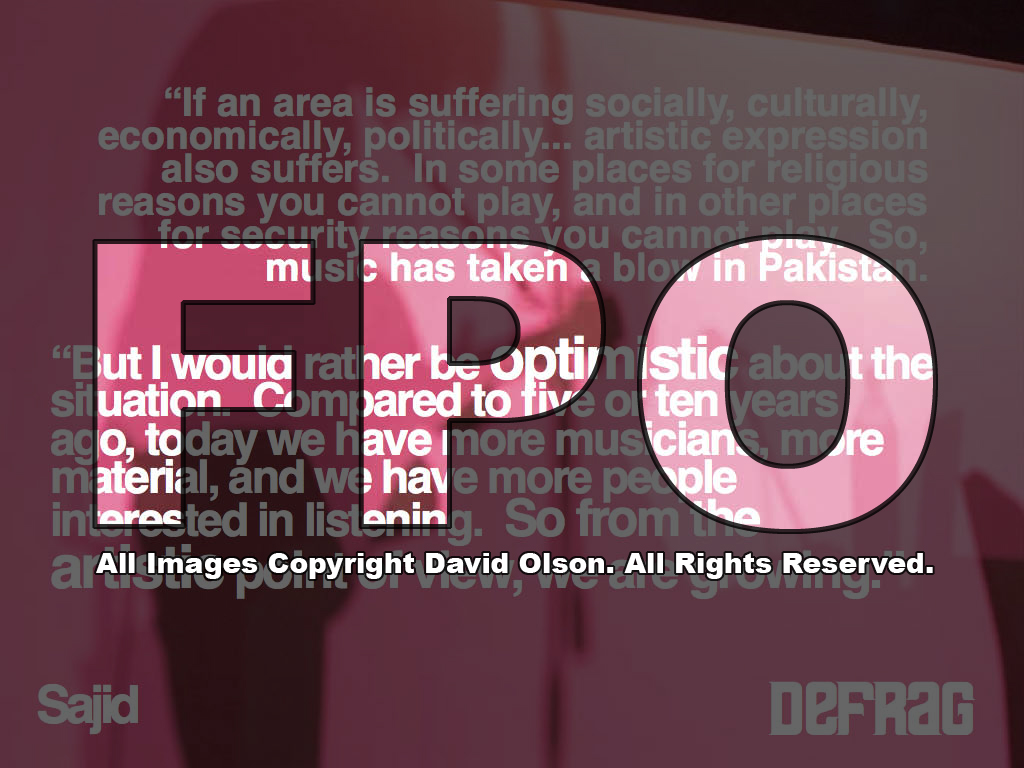 “If an area is suffering socially, culturally,
economically, politically... artistic expression
also suffers. In some places for religious
reasons you cannot play, and in other places
for security reasons you cannot play. So,
music has taken a blow in Pakistan.
FPO
“But I would rather be optimistic about the
situation. Compared to five or ten years
ago, today we have more musicians, more
material, and we have more people
interested in listening. So from the
artistic point of view, we are growing.”
All Images Copyright David Olson. All Rights Reserved.
Sajid
DEFRAG